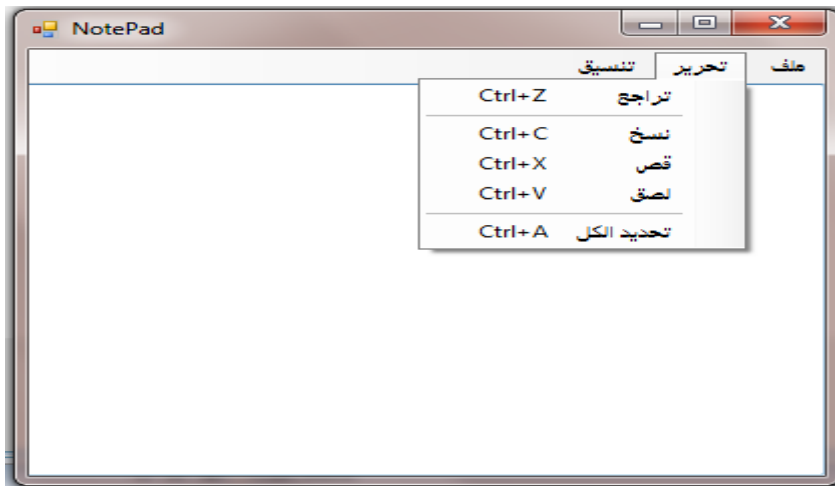 NotePad
ملف تحرير تنسيق
تراجع Ctrl+Z
نسخ Ctrl+C
قص Ctrl+X
لصق Ctrl+V
تحديد الكل Ctrl+A